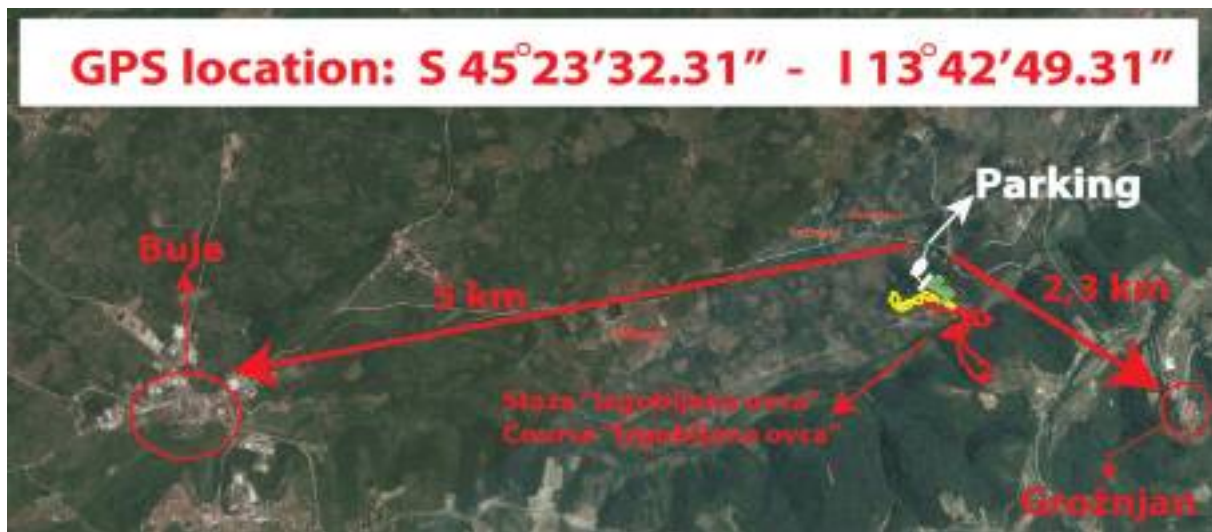 GPS location: S 45°23'32.31" - I 13°42'49.31"
Parking
Buje
5 km
2,3 km
Staza "Izgubljena ovca"
Course "Izgubljena ovca"
Grožnjan